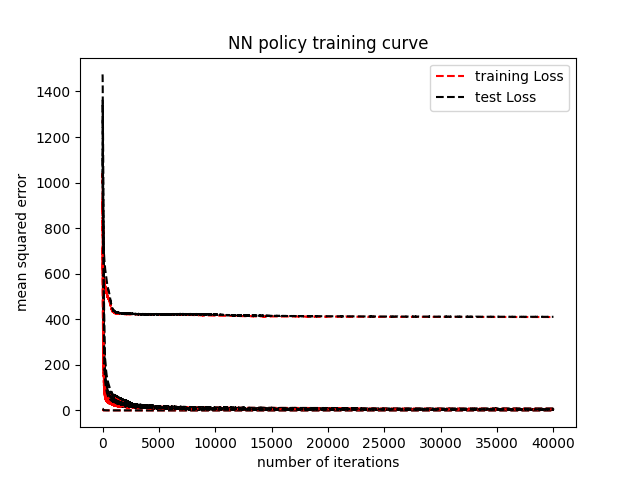 NN policy training curve
training Loss
test Loss
mean squared error
1400
1200
1000
800
600
400
200
0
0 5000 10000 15000 20000 25000 30000 35000 40000
number of iterations